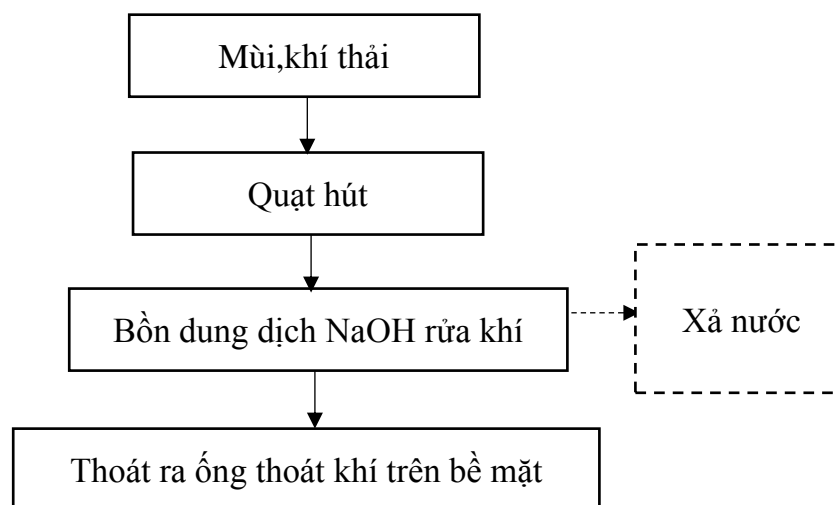 Mùi,khí thải
Quạt hút
Bồn dung dịch NaOH rửa khí
Xả nước
Thoát ra ống thoát khí trên bề mặt